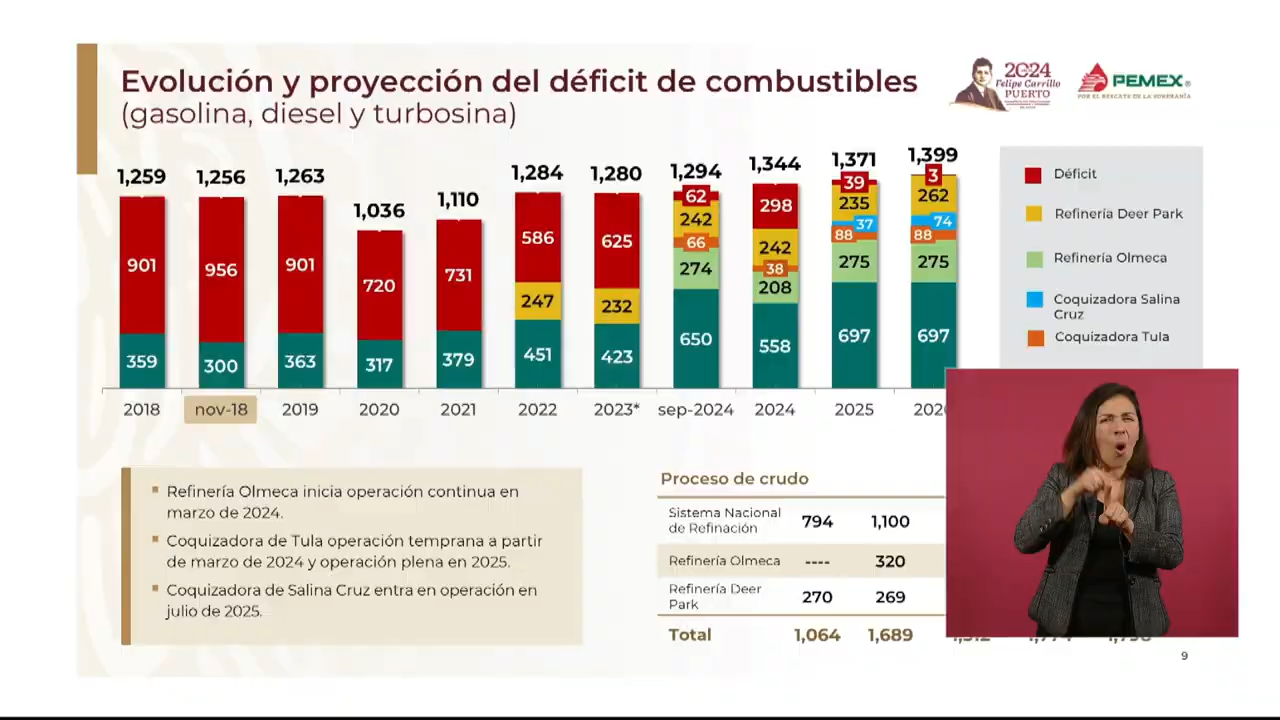 Evolución y proyección del déficit de combustibles
(gasolina, diesel y turbosina)
2024
Felipe Carrillo
PUERTO
PEMEX®
POR EL RESCATE DE LA SOBERANÍA
1,259 1,256 1,263 1,036 1,110 1,284 1,280 1,294 1,344 1,371 1,399
901 956 901 720 731 586 625 62 298 39 3
247 232 242 242 235 262
37 74
66 38 88 88
274 208 275 275
359 300 363 317 379 451 423 650 558 697 697
2018 nov-18 2019 2020 2021 2022 2023* sep-2024 2024 2025
Déficit
Refinería Deer Park
Refinería Olmeca
Coquizadora Salina
Cruz
Coquizadora Tula
▪ Refinería Olmeca inicia operación continua en
marzo de 2024.
▪ Coquizadora de Tula operación temprana a partir
de marzo de 2024 y operación plena en 2025.
▪ Coquizadora de Salina Cruz entra en operación en
julio de 2025.
Proceso de crudo
Sistema Nacional
de Refinación 794 1,100
Refinería Olmeca ---- 320
Refinería Deer
Park 270 269
Total 1,064 1,689
9